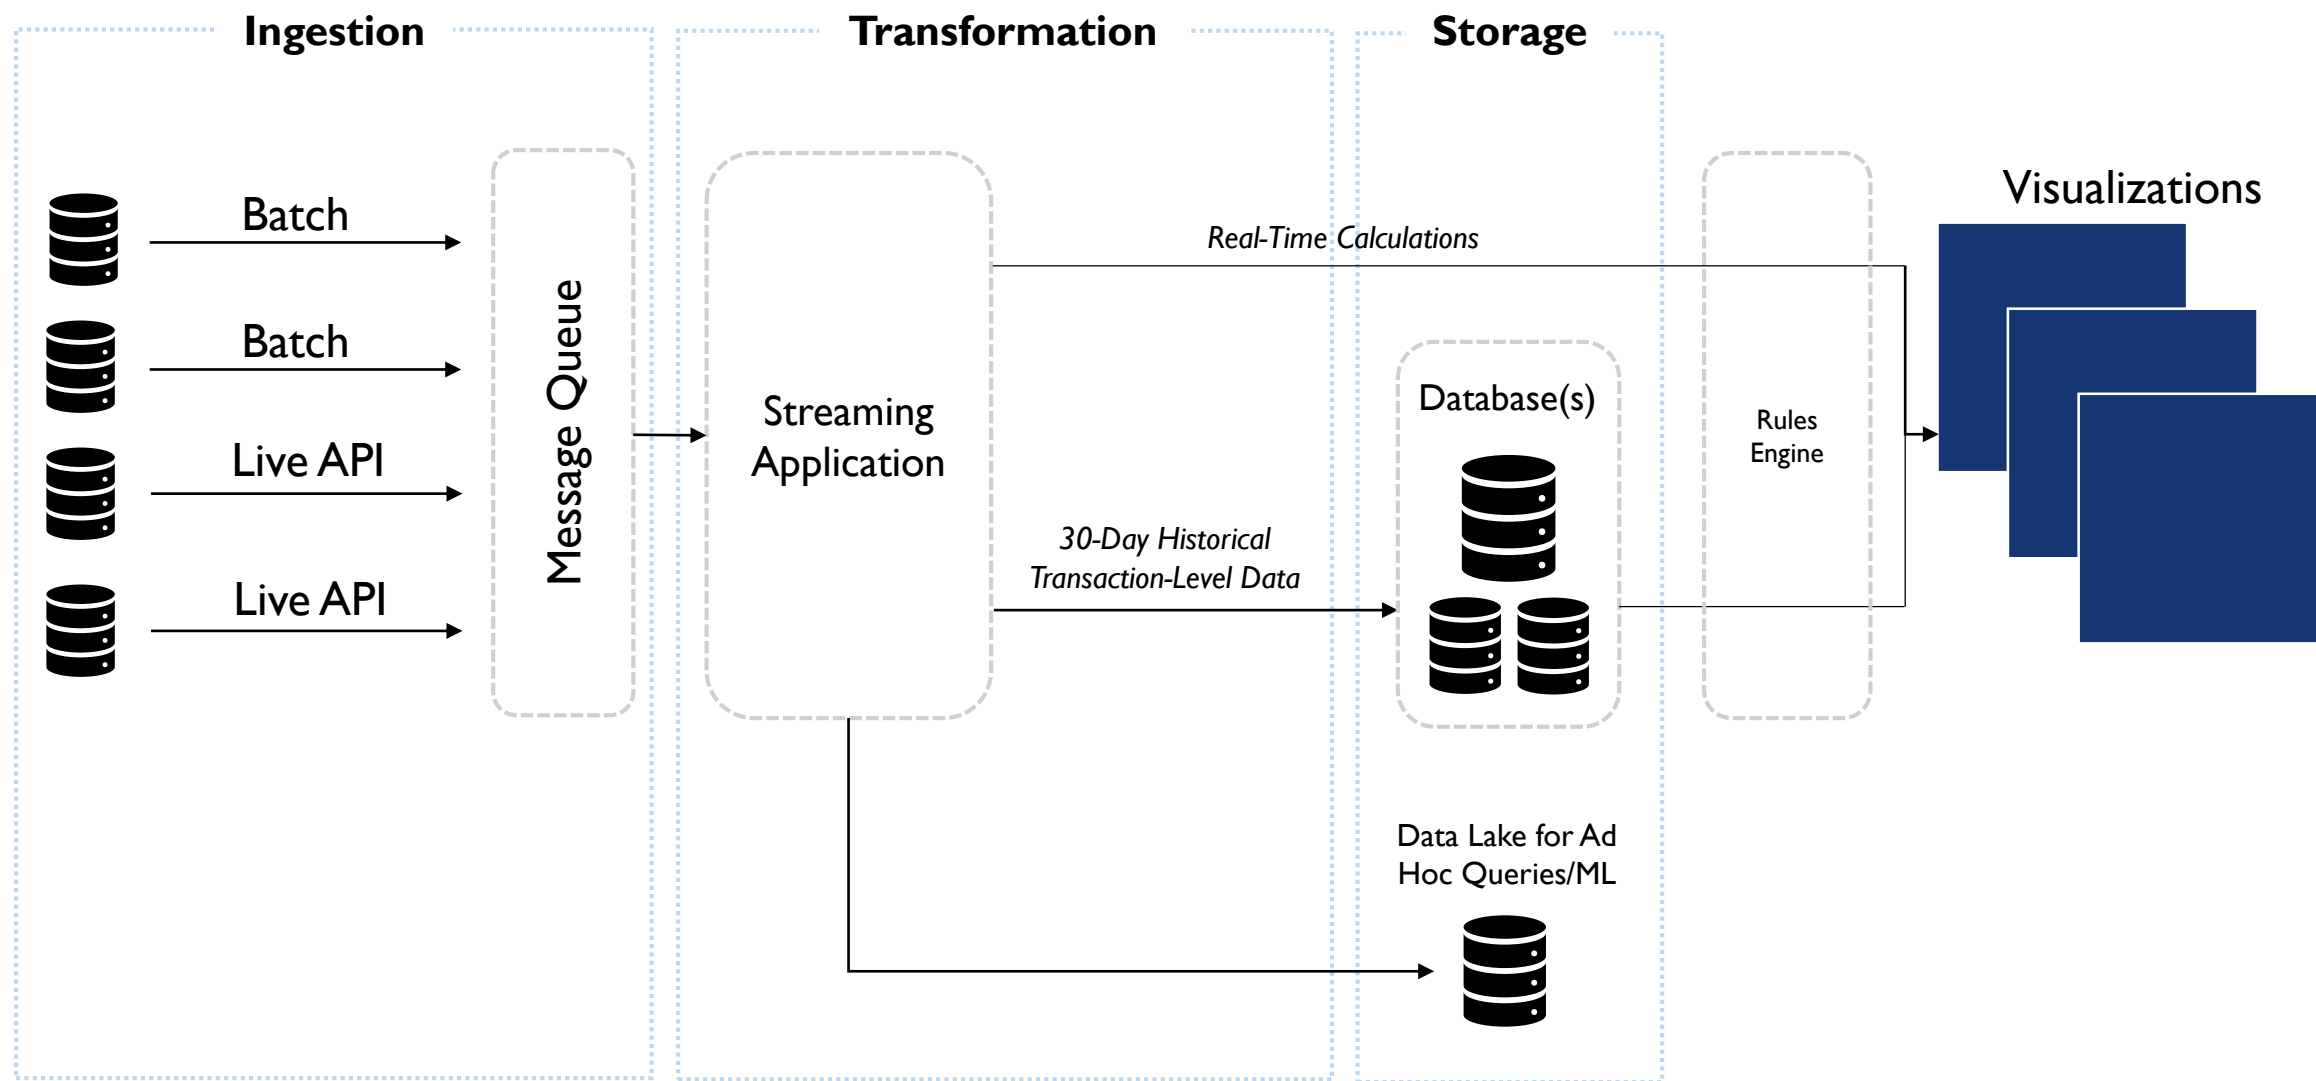 Ingestion
Transformation
Storage
Batch
Batch
Live API
Live API
Message Queue
Streaming
Application
Real-Time Calculations
30-Day Historical
Transaction-Level Data
Database(s)
Data Lake for Ad
Hoc Queries/ML
Rules
Engine
Visualizations